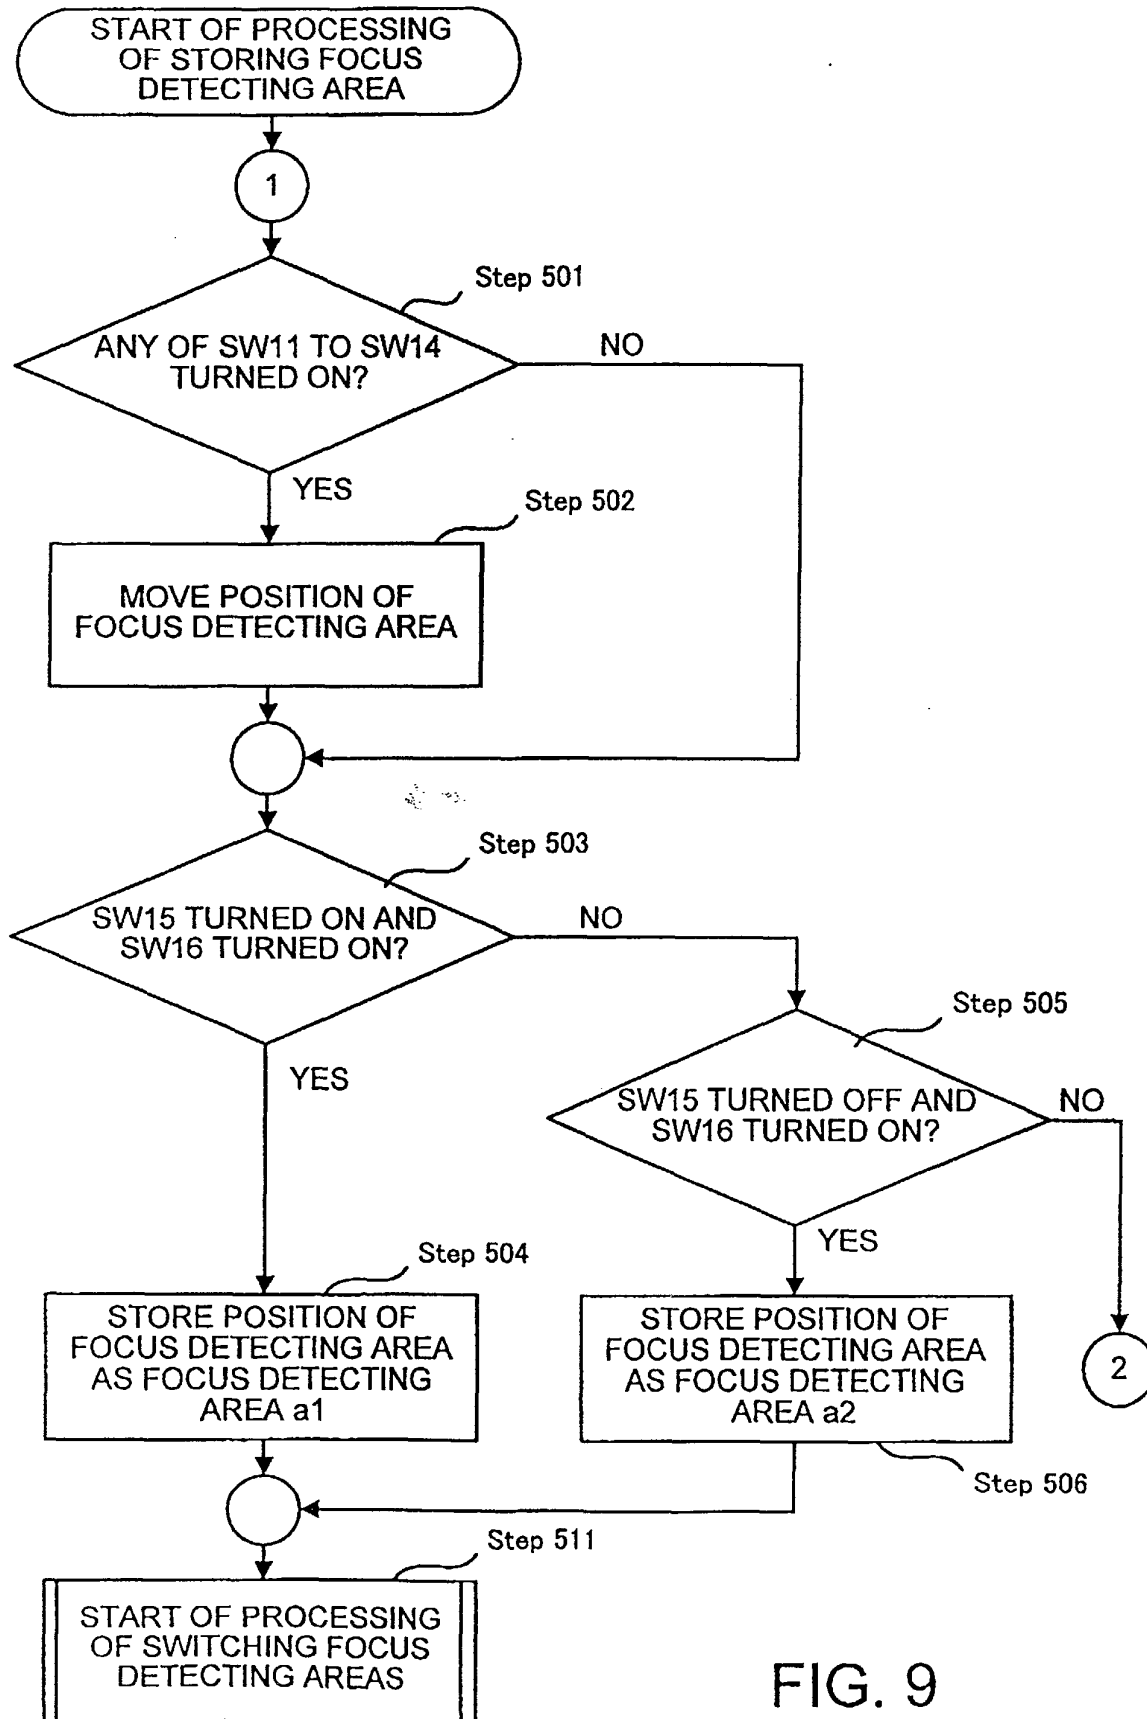 START OF PROCESSING
OF STORING FOCUS
DETECTING AREA
1
Step 501
ANY OF SW11 TO SW14
TURNED ON?
NO
YES
Step 502
MOVE POSITION OF
FOCUS DETECTING AREA
Step 503
SW15 TURNED ON AND
SW16 TURNED ON?
NO
YES
Step 505
SW15 TURNED OFF AND
SW16 TURNED ON?
NO
YES
Step 504
STORE POSITION OF
FOCUS DETECTING AREA
AS FOCUS DETECTING
AREA a1
STORE POSITION OF
FOCUS DETECTING AREA
AS FOCUS DETECTING
AREA a2
2
Step 506
Step 511
START OF PROCESSING
OF SWITCHING FOCUS
DETECTING AREAS
FIG. 9